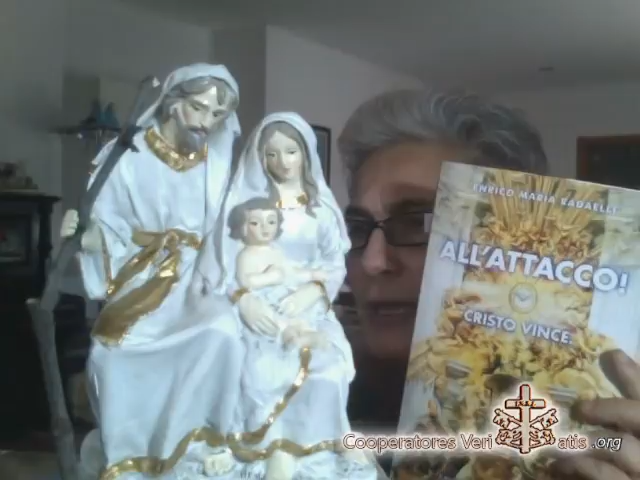 ENRICO MARIA RADAELLI
ALL'ATTACCO!
CRISTO VINCE.
Cooperatores Veritatis .org